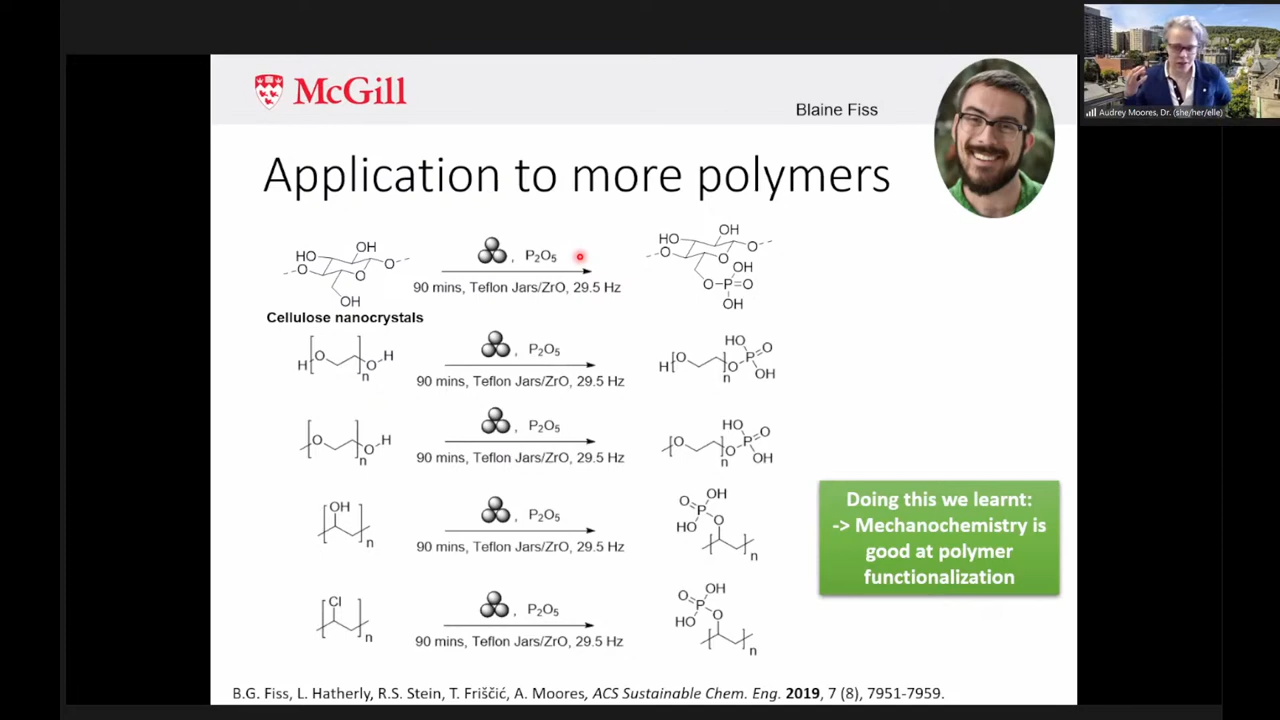 McGill
Blaine Fiss
Audrey Moores, Dr. (she/her/elle)
Application to more polymers
HO OH O O OH
, P₂O₅
90 mins, Teflon Jars/ZrO, 29.5 Hz
HO OH O O OH O P O OH
Cellulose nanocrystals
H O O H n
, P₂O₅
90 mins, Teflon Jars/ZrO, 29.5 Hz
H O O n HO P O OH
O O H n
, P₂O₅
90 mins, Teflon Jars/ZrO, 29.5 Hz
O O n HO P O OH
OH n
, P₂O₅
90 mins, Teflon Jars/ZrO, 29.5 Hz
O OH P HO O n
Cl n
, P₂O₅
90 mins, Teflon Jars/ZrO, 29.5 Hz
O OH P HO O n
Doing this we learnt:
-> Mechanochemistry is
good at polymer
functionalization
B.G. Fiss, L. Hatherly, R.S. Stein, T. Friščić, A. Moores, ACS Sustainable Chem. Eng. 2019, 7 (8), 7951-7959.